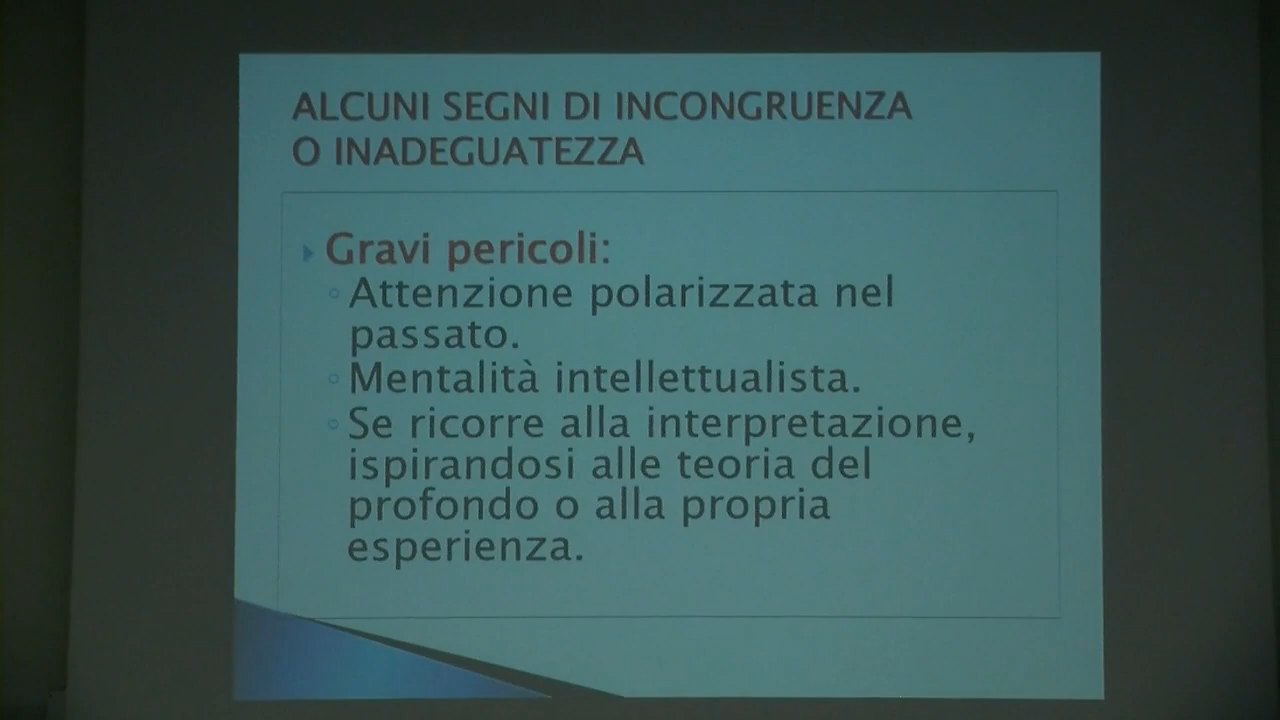 ALCUNI SEGNI DI INCONGRUENZA
O INADEGUATEZZA
Gravi pericoli:
Attenzione polarizzata nel
passato.
Mentalità intellettualista.
Se ricorre alla interpretazione,
ispirandosi alle teoria del
profondo o alla propria
esperienza.